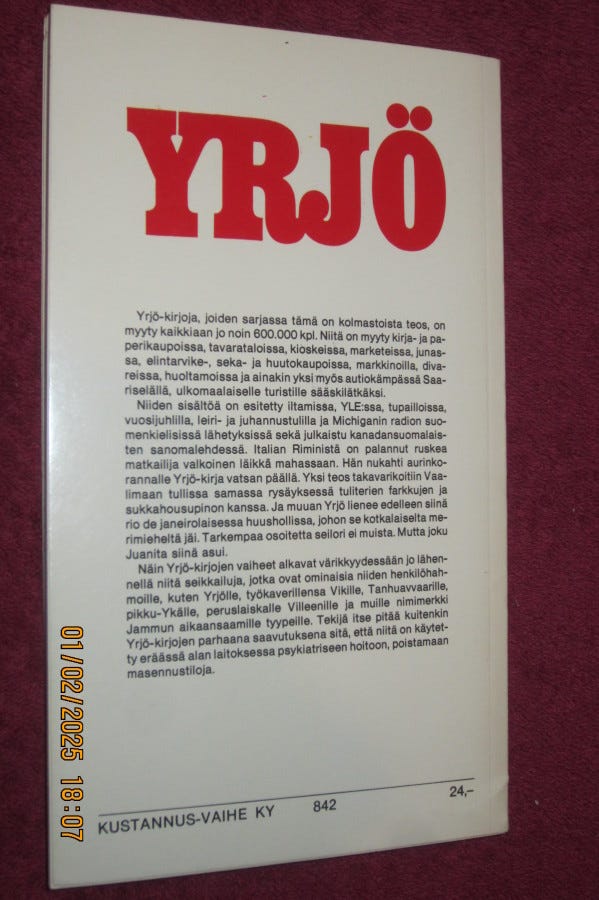 YRJÖ
Yrjö-kirjoja, joiden sarjassa tämä on kolmastoista teos, on
myyty kaikkiaan jo noin 600.000 kpl. Niitä on myyty kirja- ja pa-
perikaupoissa, tavarataloissa, kioskeissa, marketeissa, junas-
sa, elintarvike-, seka- ja huutokaupoissa, markkinoilla, diva-
reissa, huoltamoissa ja ainakin yksi myös autiokämpässä Saa-
riselällä, ulkomaalaiselle turistille sääskilätkäksi.
Niiden sisältöä on esitetty iltamissa, YLE:ssa, tupailloissa,
vuosijuhlilla, leiri- ja juhannustulilla ja Michiganin radion suo-
menkielisissä lähetyksissä sekä julkaistu kanadansuomalais-
ten sanomalehdessä. Italian Riministä on palannut ruskea
matkailija valkoinen läikkä mahassaan. Hän nukahti aurinko-
rannalle Yrjö-kirja vatsan päällä. Yksi teos takavarikoitiin Vaa-
limaan tullissa samassa rysäyksessä tuliterien farkkujen ja
sukkahousupinon kanssa. Ja muuan Yrjö lienee edelleen siinä
rio de janeirolaisessa huushollissa, johon se kotkalaiselta me-
rimieheltä jäi. Tarkempaa osoitetta seilori ei muista. Mutta joku
Juanita siinä asui.
Näin Yrjö-kirjojen vaiheet alkavat värikkyydessään jo lähen-
nellä niitä seikkailuja, jotka ovat ominaisia niiden henkilöhah-
moille, kuten Yrjölle, työkaverillensa Vikille, Tanhuavvaarille,
pikku-Ykälle, peruslaiskalle Villeenille ja muille nimimerkki
Jammun aikaansaamille tyypeille. Tekijä itse pitää kuitenkin
Yrjö-kirjojen parhaana saavutuksena sitä, että niitä on käytet-
ty eräässä alan laitoksessa psykiatriseen hoitoon, poistamaan
masennustiloja.
KUSTANNUS-VAIHE KY 842 24,–
01/02/2025 18:07